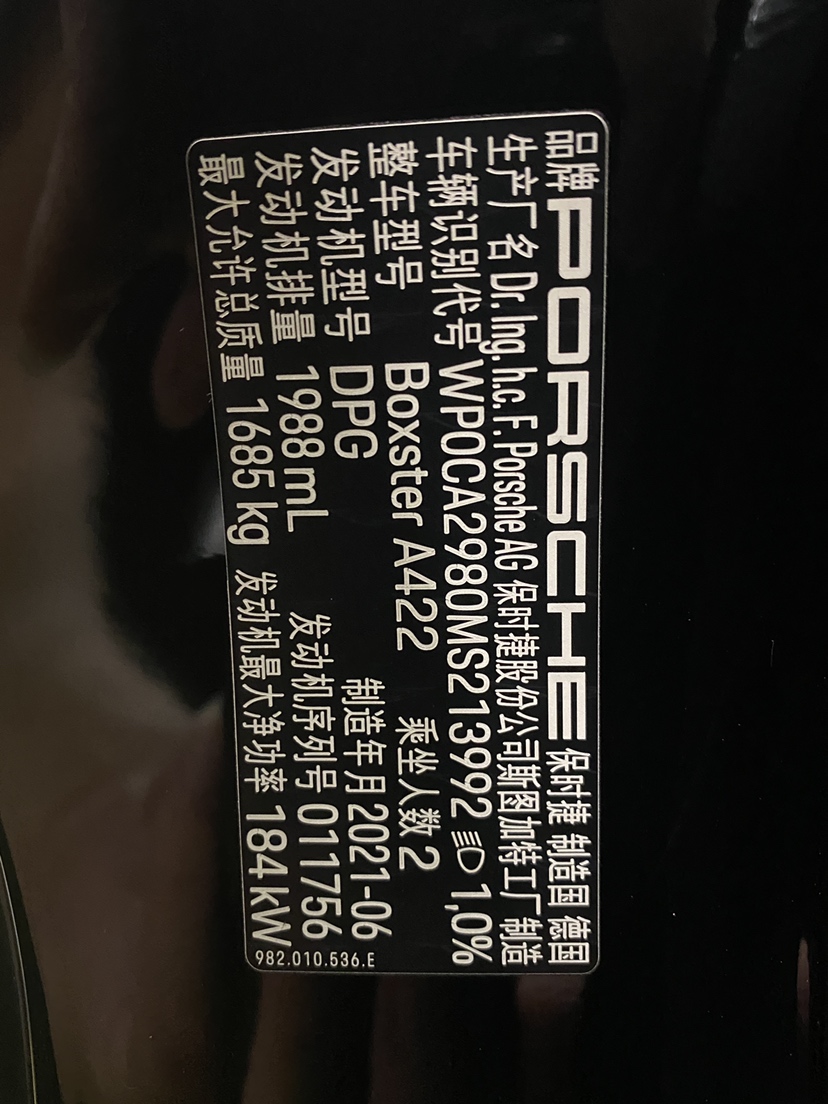 品牌 PORSCHE 保时捷 制造国 德国
生产厂名 Dr. Ing. h.c. F. Porsche AG 保时捷股份公司斯图加特工厂 制造
车辆识别代号 WP0CA2980MS213992 1,0%
整车型号 Boxster A422 乘坐人数 2
发动机型号 DPG 制造年月 2021-06
发动机排量 1988 mL 发动机序列号 011756
最大允许总质量 1685 kg 发动机最大净功率 184 kW
982.010.536.E